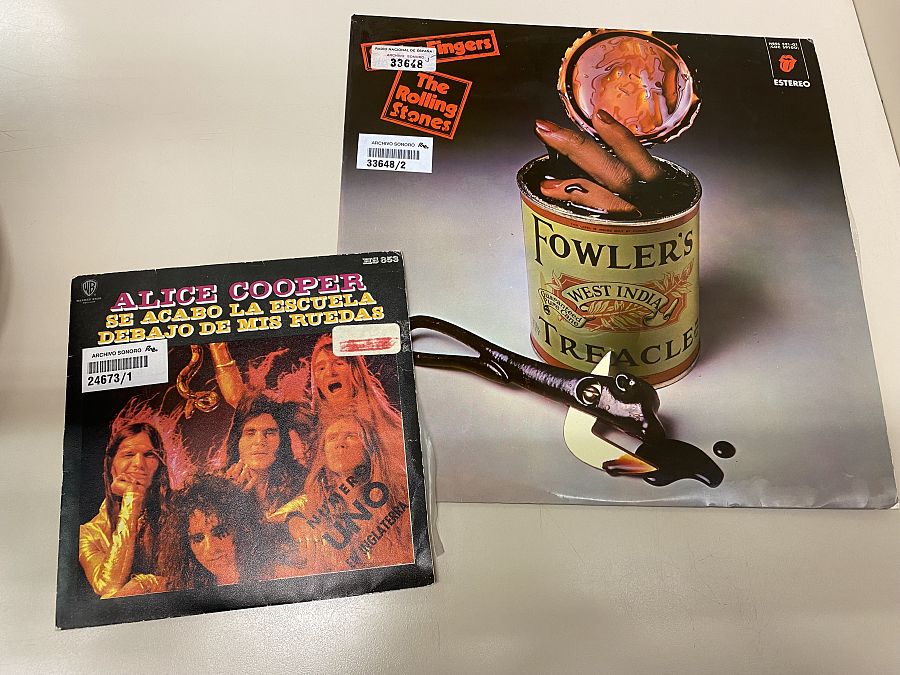 Fingers
RADIO NACIONAL DE ESPAÑA
ARCHIVO SONORO
33648
The
Rolling
Stones
ARCHIVO SONORO
33648/2
ESTEREO
FOWLER'S
WEST INDIA
TREACLE
HS 853
ALICE COOPER
SE ACABO LA ESCUELA
DEBAJO DE MIS RUEDAS
ARCHIVO SONORO
24673/1
NUMERO
UNO
EN INGLATERRA